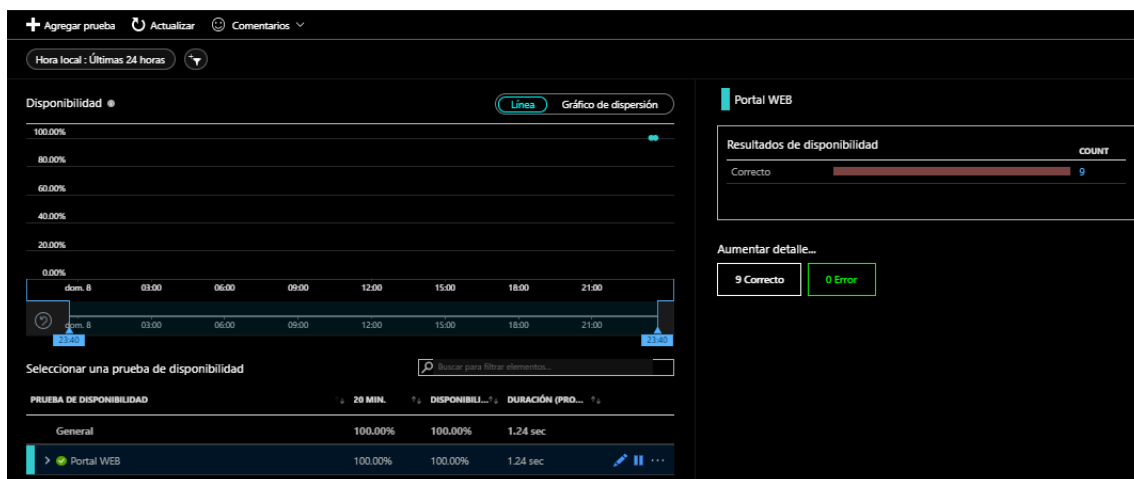 Agregar prueba Actualizar Comentarios
Hora local : Últimas 24 horas
Disponibilidad Línea Gráfico de dispersión
100.00%
80.00%
60.00%
40.00%
20.00%
0.00%
dom. 8 03:00 06:00 09:00 12:00 15:00 18:00 21:00
dom. 8 03:00 06:00 09:00 12:00 15:00 18:00 21:00
23:40 23:40
Seleccionar una prueba de disponibilidad Buscar para filtrar elementos...
PRUEBA DE DISPONIBILIDAD 20 MIN. DISPONIBILI... DURACIÓN (PRO...
General 100.00% 100.00% 1.24 sec
Portal WEB 100.00% 100.00% 1.24 sec
Portal WEB
Resultados de disponibilidad COUNT
Correcto 9
Aumentar detalle...
9 Correcto 0 Error